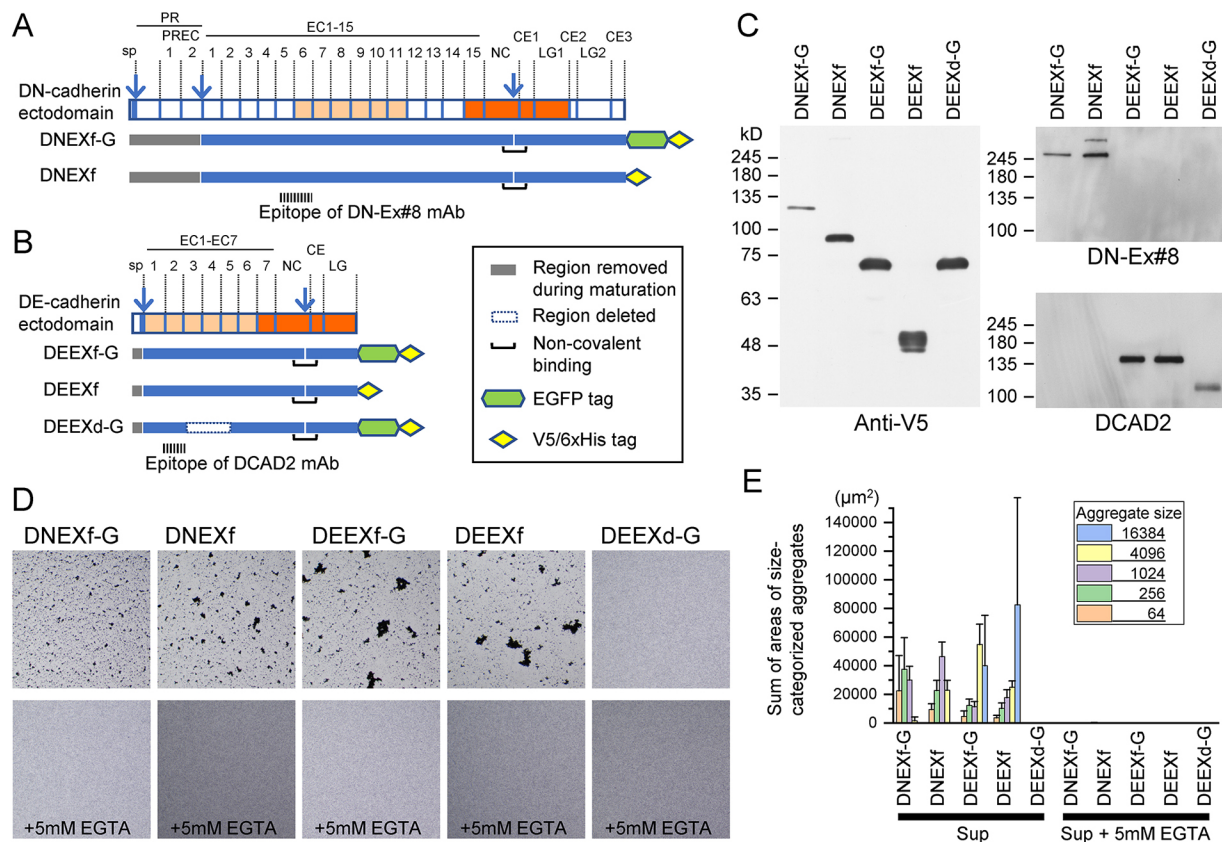 A
PR
PREC
EC1-15
CE1
CE2
CE3
sp 1 2 1 2 3 4 5 6 7 8 9 10 11 12 13 14 15 NC LG1 LG2
DN-cadherin
ectodomain
DNEXf-G
DNEXf
Epitope of DN-Ex#8 mAb
B
EC1-EC7
CE
sp 1 2 3 4 5 6 7 NC LG
DE-cadherin
ectodomain
DEEXf-G
DEEXf
DEEXd-G
Epitope of DCAD2 mAb
Region removed
during maturation
Region deleted
Non-covalent
binding
EGFP tag
V5/6xHis tag
C
DNEXf-G
DNEXf
DEEXf-G
DEEXf
DEEXd-G
kD
245
180
135
100
75
63
48
35
Anti-V5
DNEXf-G
DNEXf
DEEXf-G
DEEXf
DEEXd-G
245
180
135
100
DN-Ex#8
245
180
135
100
DCAD2
D
DNEXf-G
DNEXf
DEEXf-G
DEEXf
DEEXd-G
+5mM EGTA
+5mM EGTA
+5mM EGTA
+5mM EGTA
+5mM EGTA
E
(µm2)
Sum of areas of size-
categorized aggregates
140000
120000
100000
80000
60000
40000
20000
0
Aggregate size
16384
4096
1024
256
64
DNEXf-G
DNEXf
DEEXf-G
DEEXf
DEEXd-G
DNEXf-G
DNEXf
DEEXf-G
DEEXf
DEEXd-G
Sup
Sup + 5mM EGTA